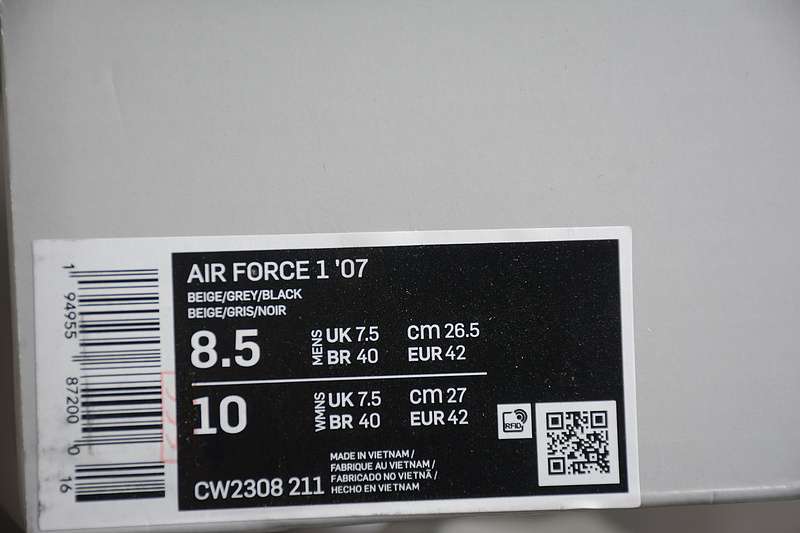 AIR FORCE 1 '07
BEIGE/GREY/BLACK
BEIGE/GRIS/NOIR
8.5
MENS
UK 7.5 cm 26.5
BR 40 EUR 42
10
WMNS
UK 7.5 cm 27
BR 40 EUR 42
RFID
MADE IN VIETNAM /
FABRIQUE AU VIETNAM /
FABRICADO NO VIETNÃ /
HECHO EN VIETNAM
CW2308 211
1 94955 87200 0 16